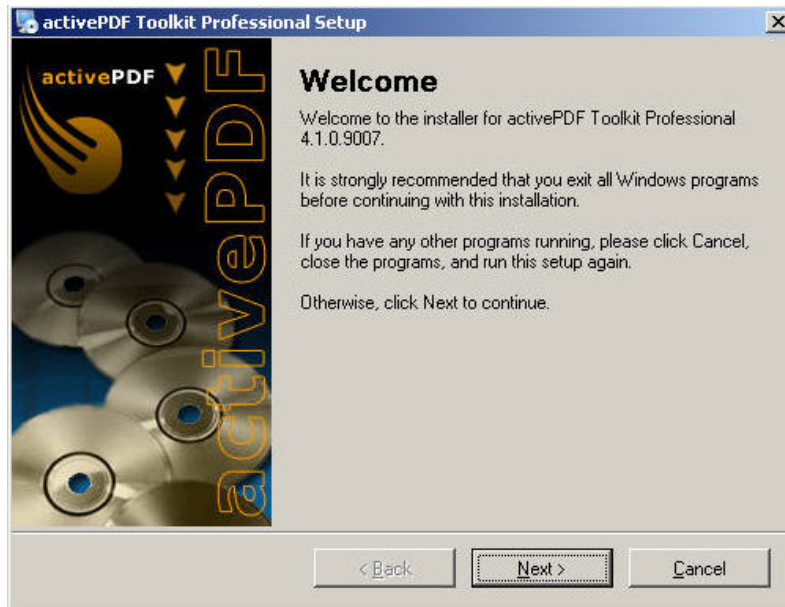 activePDF Toolkit Professional Setup
activePDF
activePDF
Welcome
Welcome to the installer for activePDF Toolkit Professional
4.1.0.9007.
It is strongly recommended that you exit all Windows programs
before continuing with this installation.
If you have any other programs running, please click Cancel,
close the programs, and run this setup again.
Otherwise, click Next to continue.
< Back
Next >
Cancel